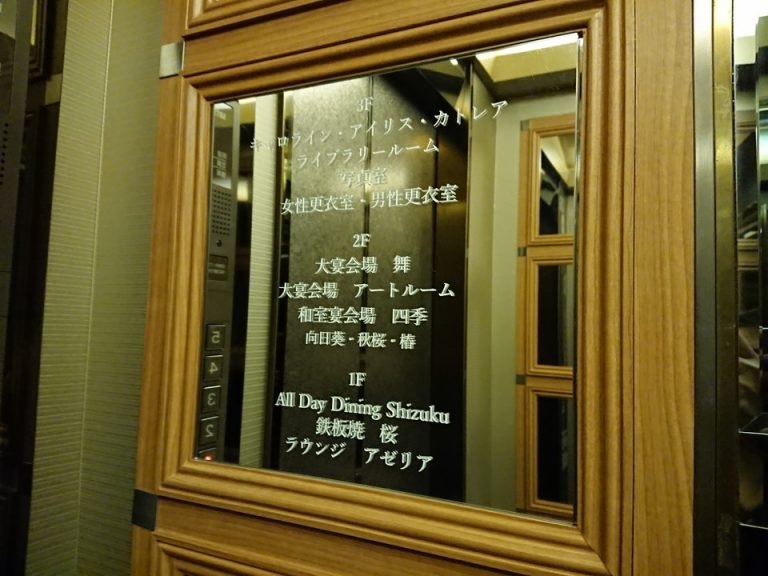 3F
キャロライン・アイリス・カトレア
ライブラリールーム
写真室
女性更衣室・男性更衣室
2F
大宴会場 舞
大宴会場 アートルーム
和室宴会場 四季
向日葵・秋桜・椿
1F
All Day Dining Shizuku
鉄板焼 桜
ラウンジ アゼリア
5
4
3
2